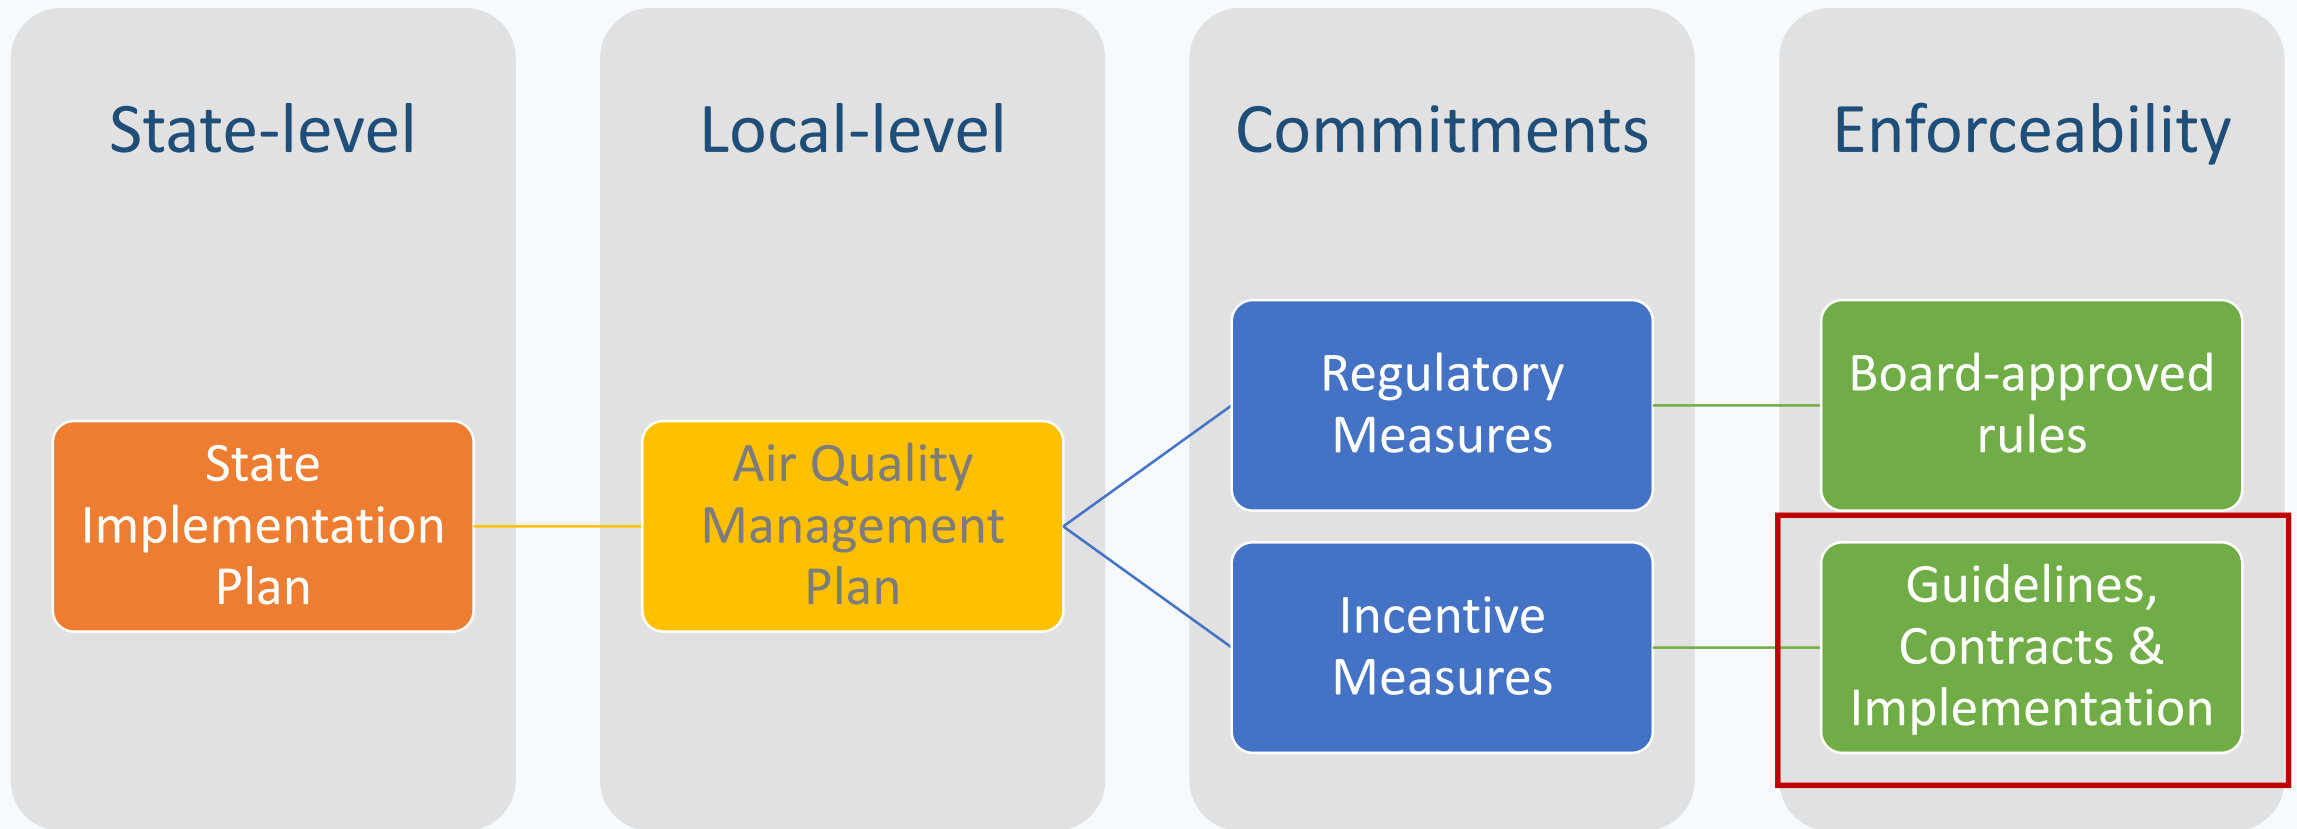 State-level
Local-level
Commitments
Enforceability
State
Implementation
Plan
Air Quality
Management
Plan
Regulatory
Measures
Incentive
Measures
Board-approved
rules
Guidelines,
Contracts &
Implementation